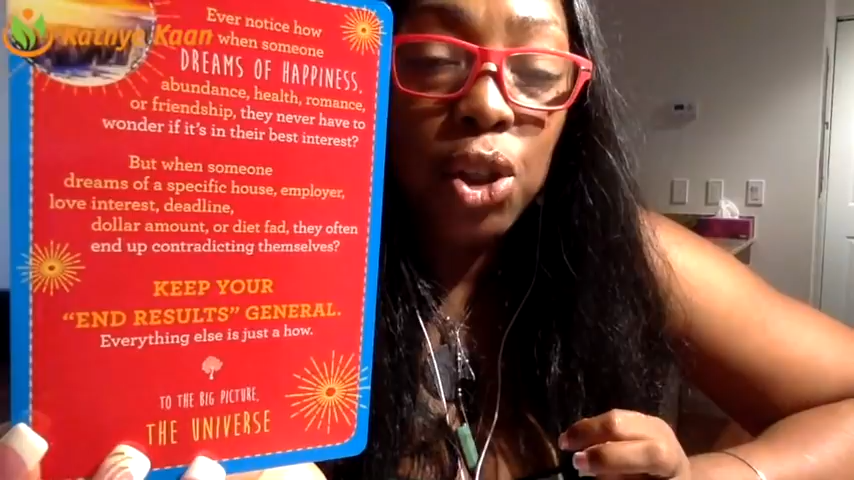 Kathya Kaan
Ever notice how
when someone
DREAMS OF HAPPINESS,
abundance, health, romance,
or friendship, they never have to
wonder if it's in their best interest?
But when someone
dreams of a specific house, employer,
love interest, deadline,
dollar amount, or diet fad, they often
end up contradicting themselves!
KEEP YOUR
"END RESULTS" GENERAL.
Everything else is just a how.
TO THE BIG PICTURE,
THE UNIVERSE